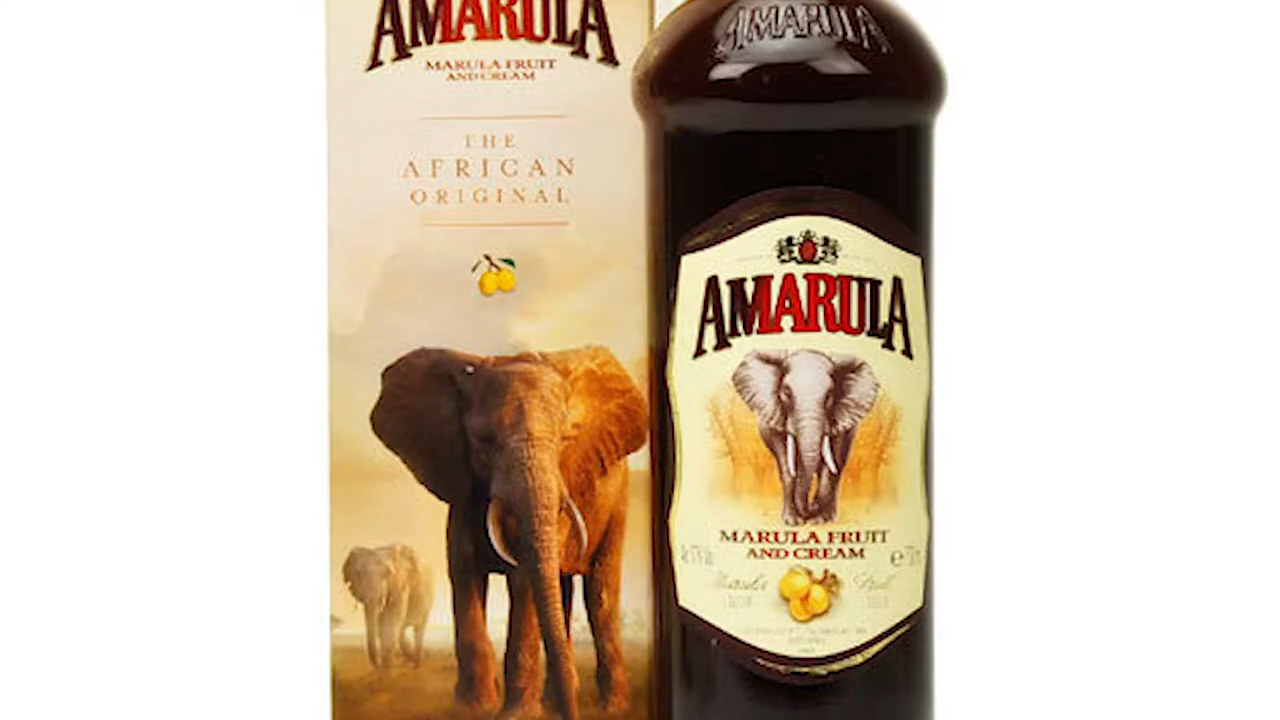 AMARULA
MARULA FRUIT
AND CREAM
THE
AFRICAN
ORIGINAL
AMARULA
AMARULA
MARULA FRUIT
AND CREAM